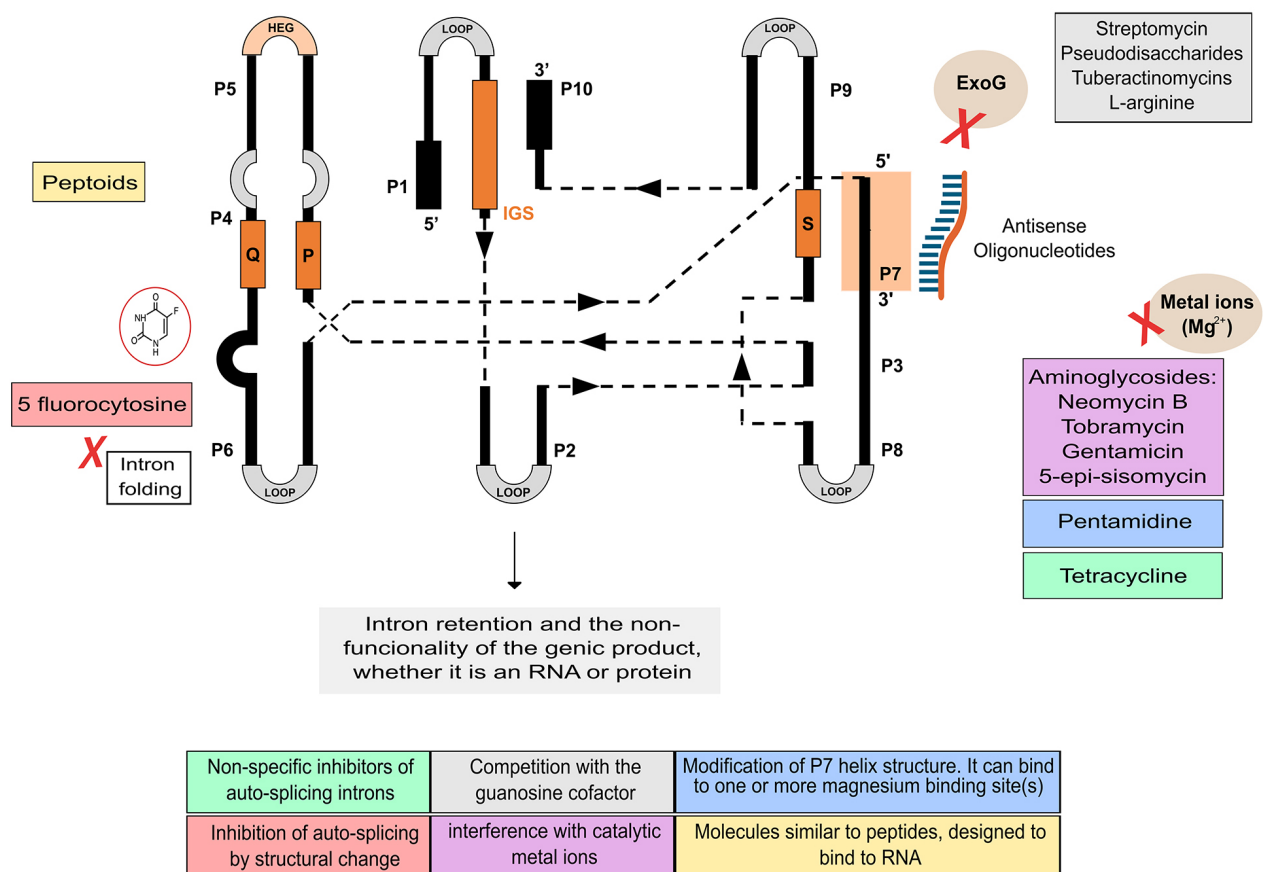 HEG
P5
Peptoids
P4
Q
P
O
NH
F
O
N
H
5 fluorocytosine
X
Intron
folding
P6
LOOP
LOOP
3'
P10
P1
5'
IGS
P2
LOOP
LOOP
P9
S
5'
P7
3'
P3
P8
LOOP
ExoG
X
Streptomycin
Pseudodisaccharides
Tuberactinomycins
L-arginine
Antisense
Oligonucleotides
X
Metal ions
(Mg2+)
Aminoglycosides:
Neomycin B
Tobramycin
Gentamicin
5-epi-sisomycin
Pentamidine
Tetracycline
Intron retention and the non-
funcionality of the genic product,
whether it is an RNA or protein
Non-specific inhibitors of
auto-splicing introns
Competition with the
guanosine cofactor
Modification of P7 helix structure. It can bind
to one or more magnesium binding site(s)
Inhibition of auto-splicing
by structural change
interference with catalytic
metal ions
Molecules similar to peptides, designed to
bind to RNA